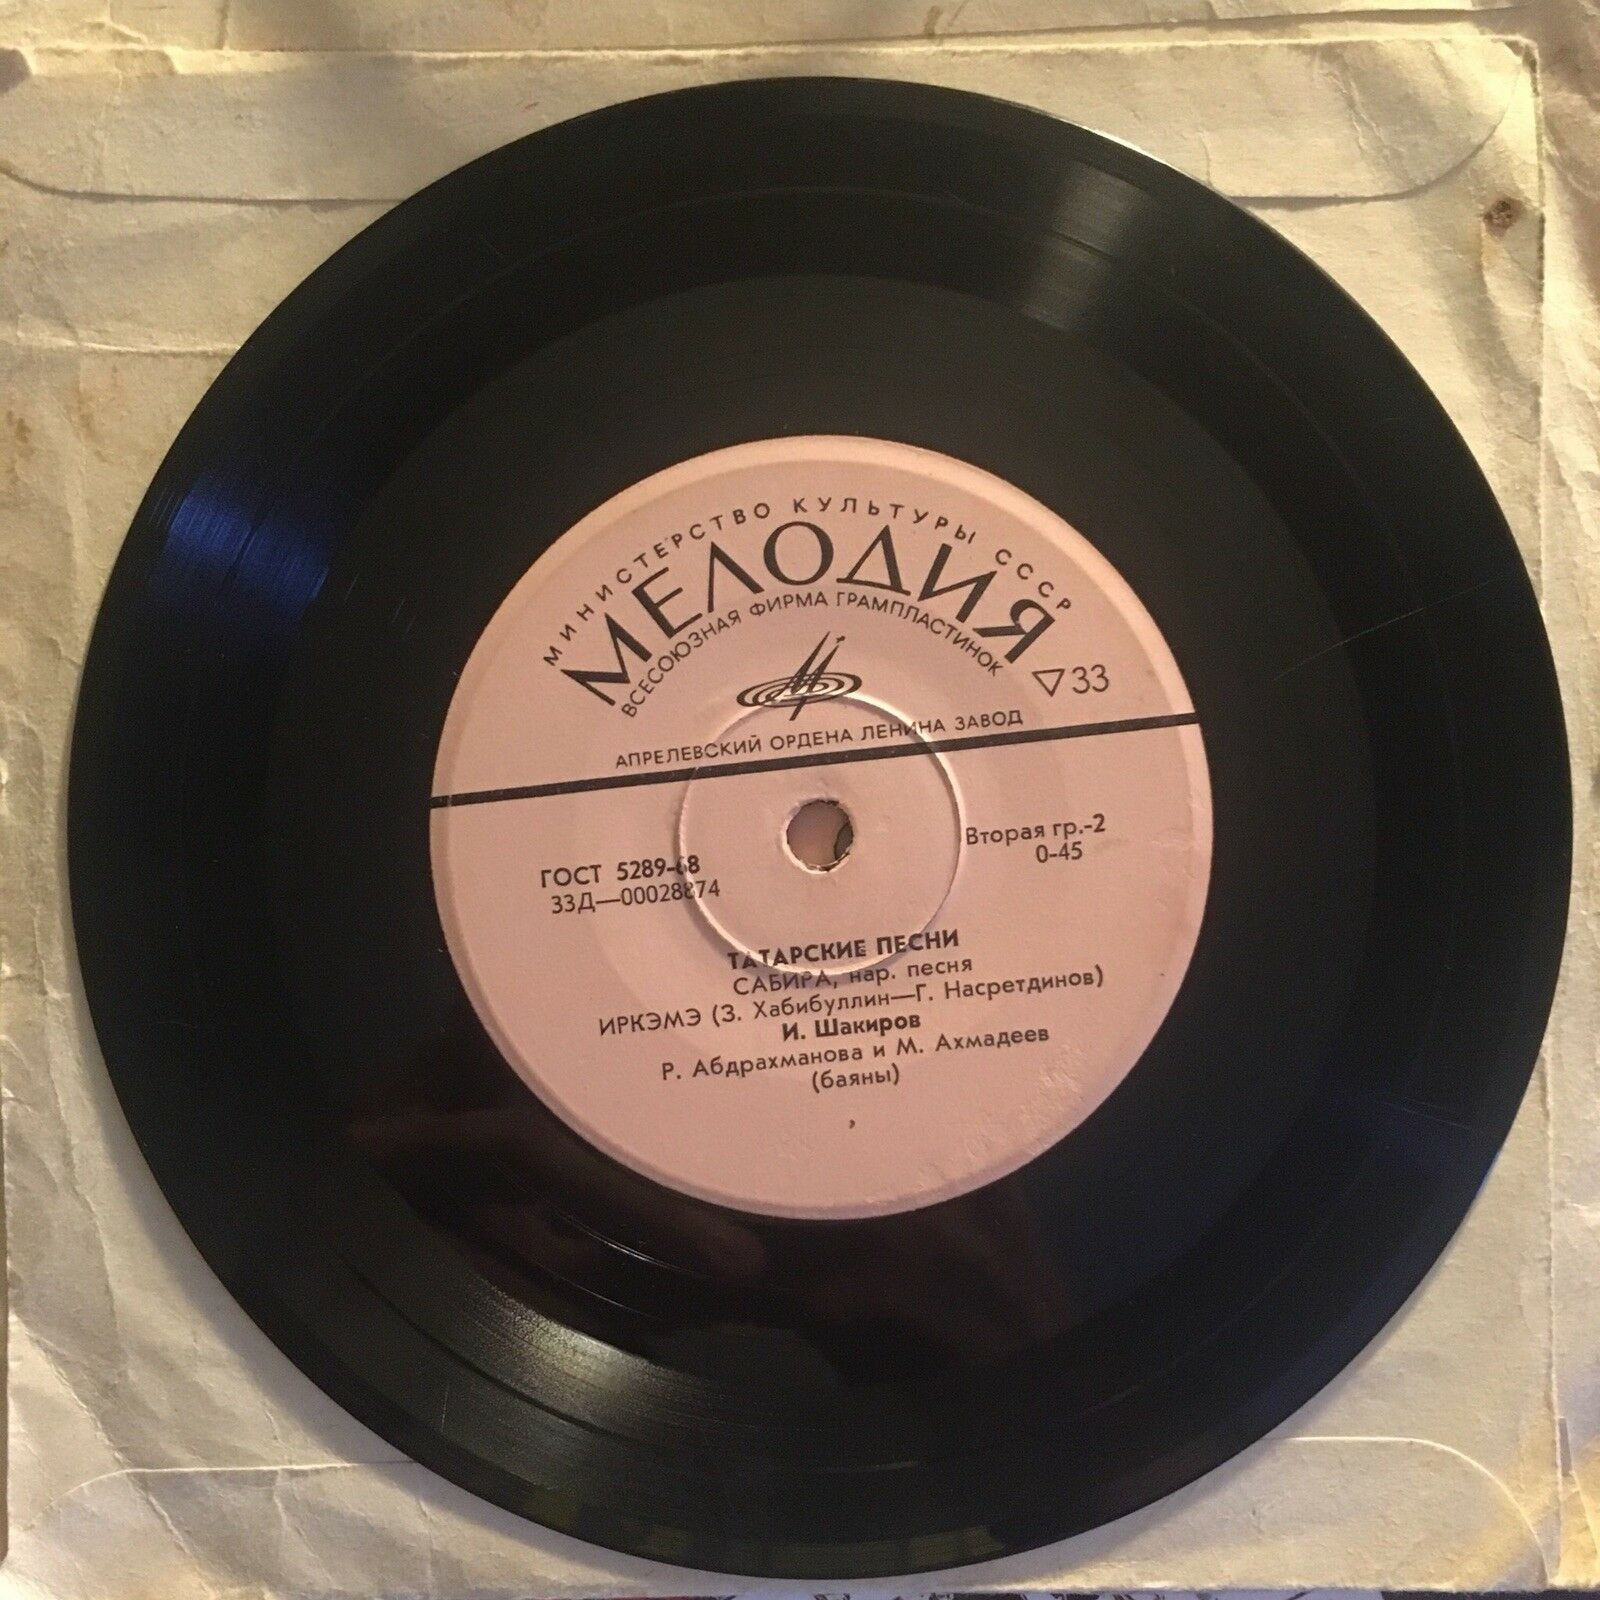 МИНИСТЕРСТВО КУЛЬТУРЫ СССР
МЕЛОДИЯ
ВСЕСОЮЗНАЯ ФИРМА ГРАМПЛАСТИНОК
33
АПРЕЛЕВСКИЙ ОРДЕНА ЛЕНИНА ЗАВОД
Вторая гр.-2
0-45
ГОСТ 5289-68
33Д—00028874
ТАТАРСКИЕ ПЕСНИ
САБИРА, нар. песня
ИРКЭМЭ (З. Хабибуллин—Г. Насретдинов)
И. Шакиров
Р. Абдрахманова и М. Ахмадеев
(баяны)